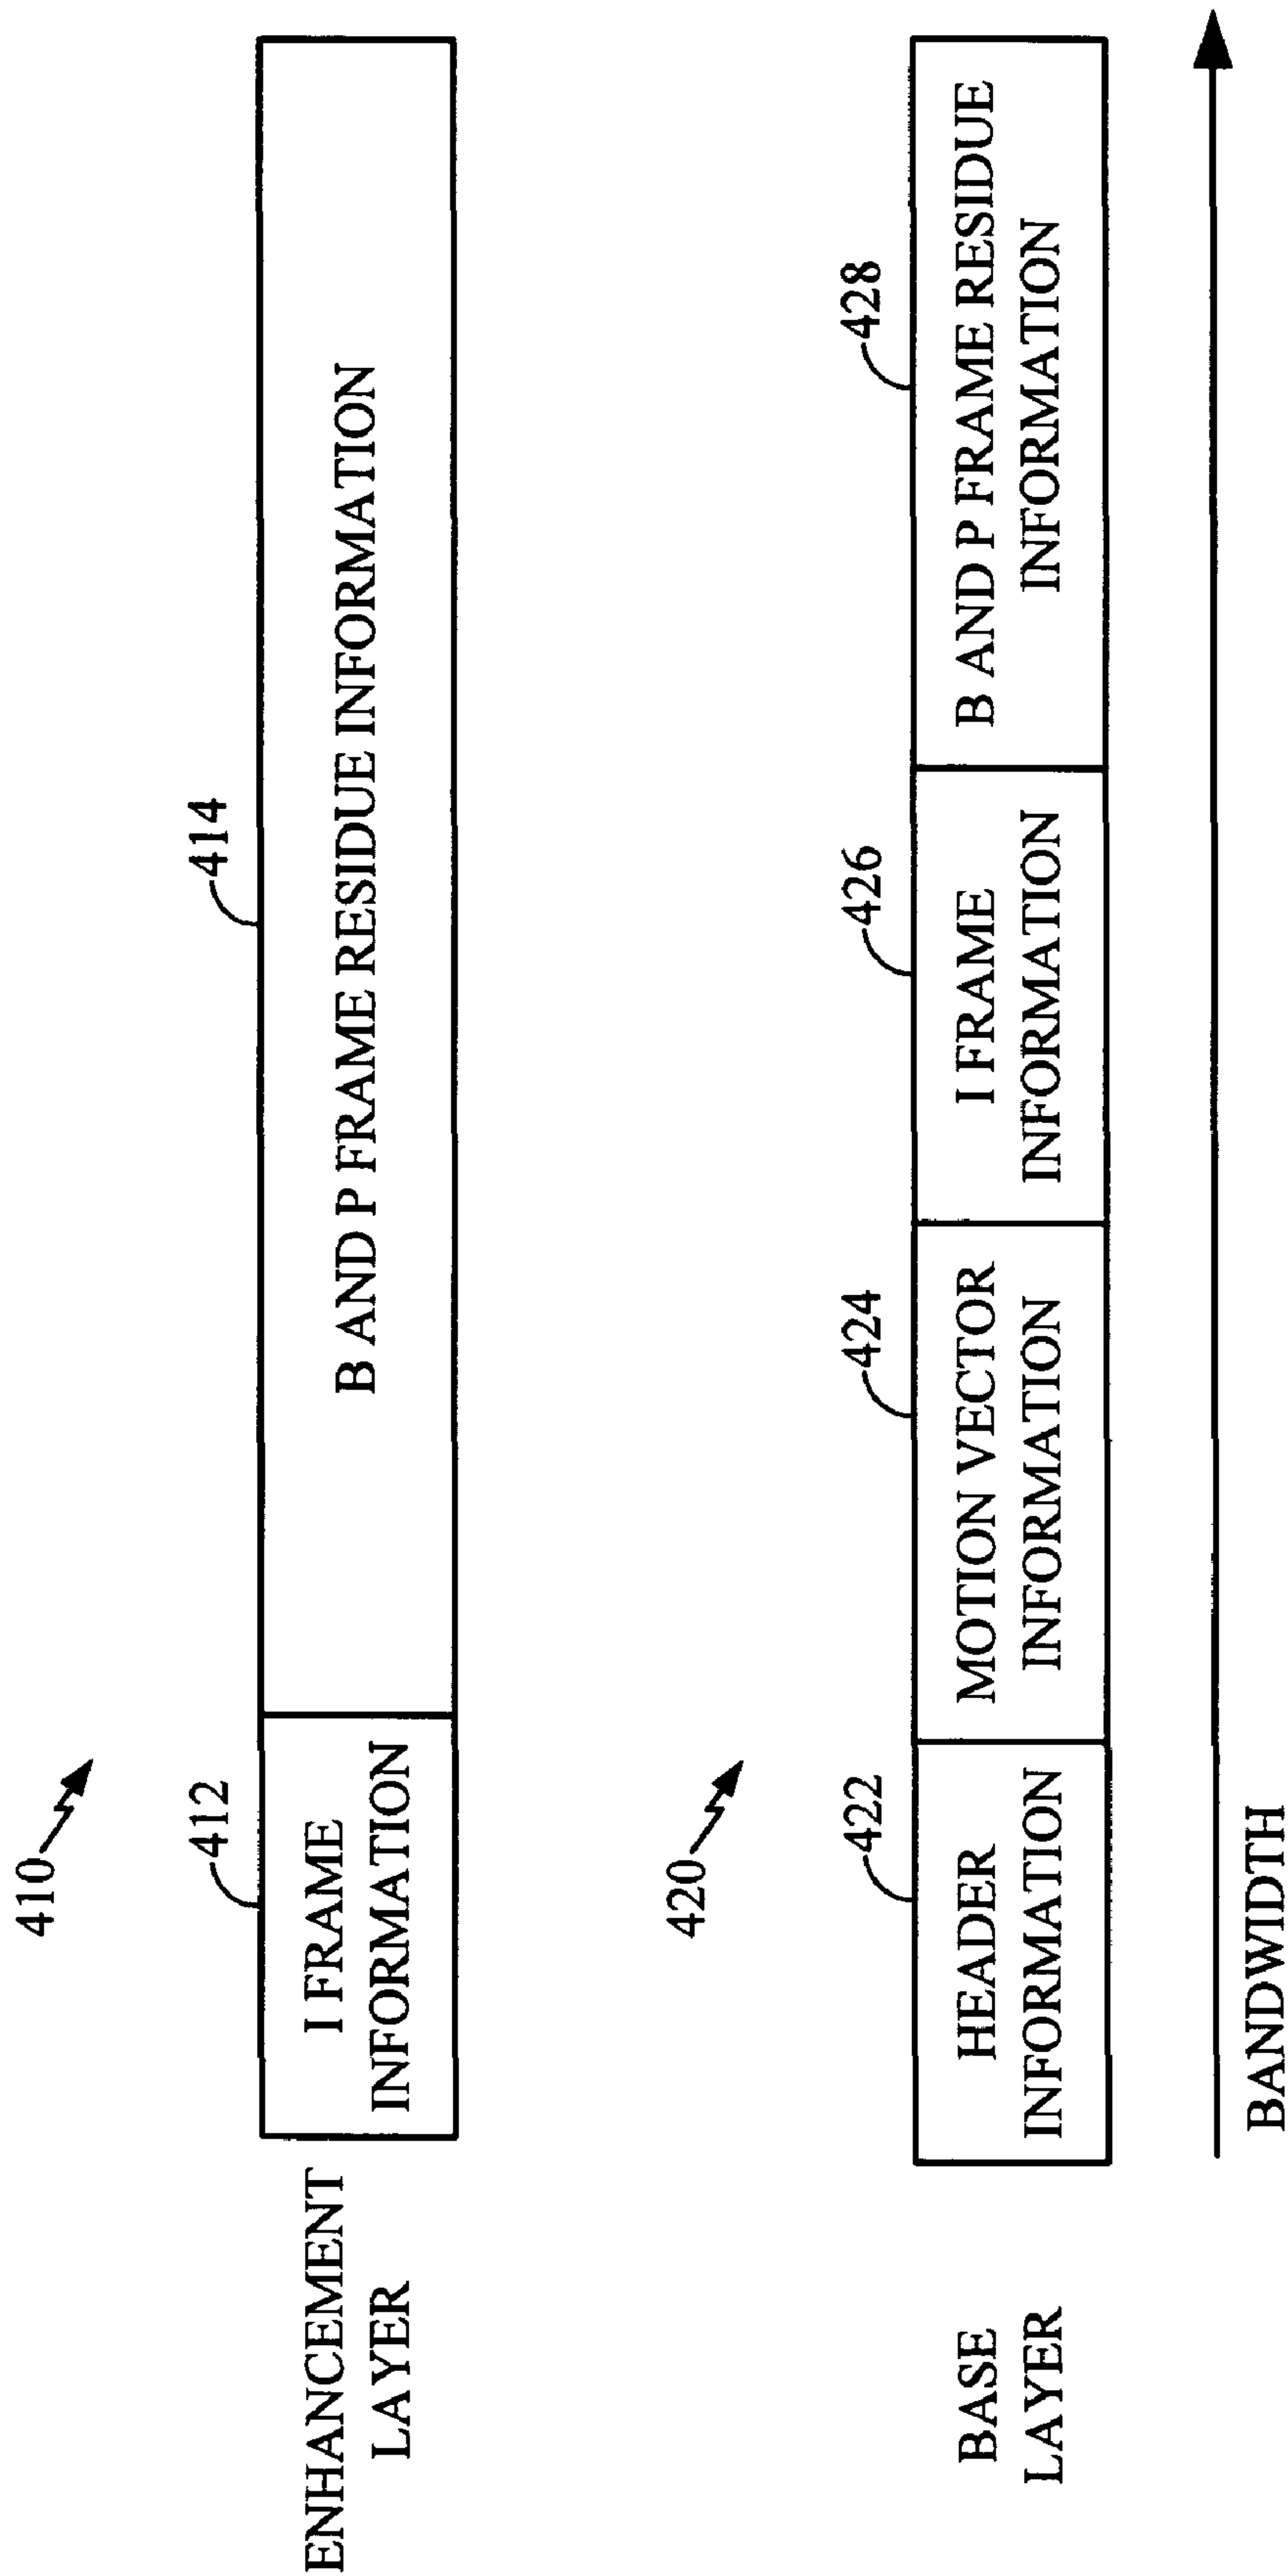 410
412
414
ENHANCEMENT
LAYER
I FRAME
INFORMATION
B AND P FRAME RESIDUE INFORMATION
420
422
424
426
428
BASE
LAYER
HEADER
INFORMATION
MOTION VECTOR
INFORMATION
I FRAME
INFORMATION
B AND P FRAME RESIDUE
INFORMATION
BANDWIDTH